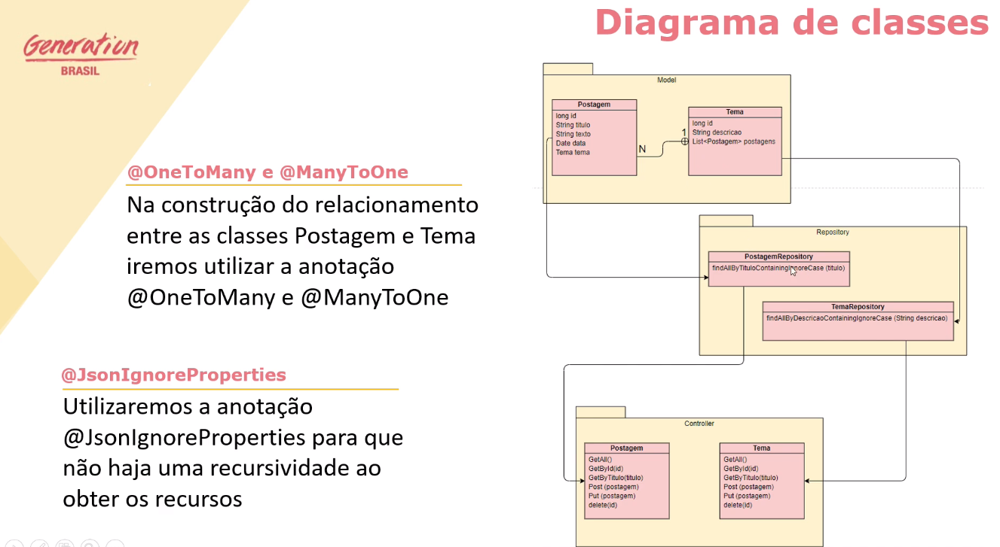 Generation
BRASIL
Diagrama de classes
@OneToMany e @ManyToOne
Na construção do relacionamento
entre as classes Postagem e Tema
iremos utilizar a anotação
@OneToMany e @ManyToOne
@JsonIgnoreProperties
Utilizaremos a anotação
@JsonIgnoreProperties para que
não haja uma recursividade ao
obter os recursos
Model
Postagem
long id
String titulo
String texto
Date data
Tema tema
N
1
Tema
long id
String descricao
List<Postagem> postagens
Repository
PostagemRepository
findAllByTituloContainingIgnoreCase (titulo)
TemaRepository
findAllByDescricaoContainingIgnoreCase (String descricao)
Controller
Postagem
GetAll()
GetById(id)
GetByTitulo(titulo)
Post (postagem)
Put (postagem)
delete(id)
Tema
GetAll()
GetById(id)
GetByTitulo(titulo)
Post (postagem)
Put (postagem)
delete(id)